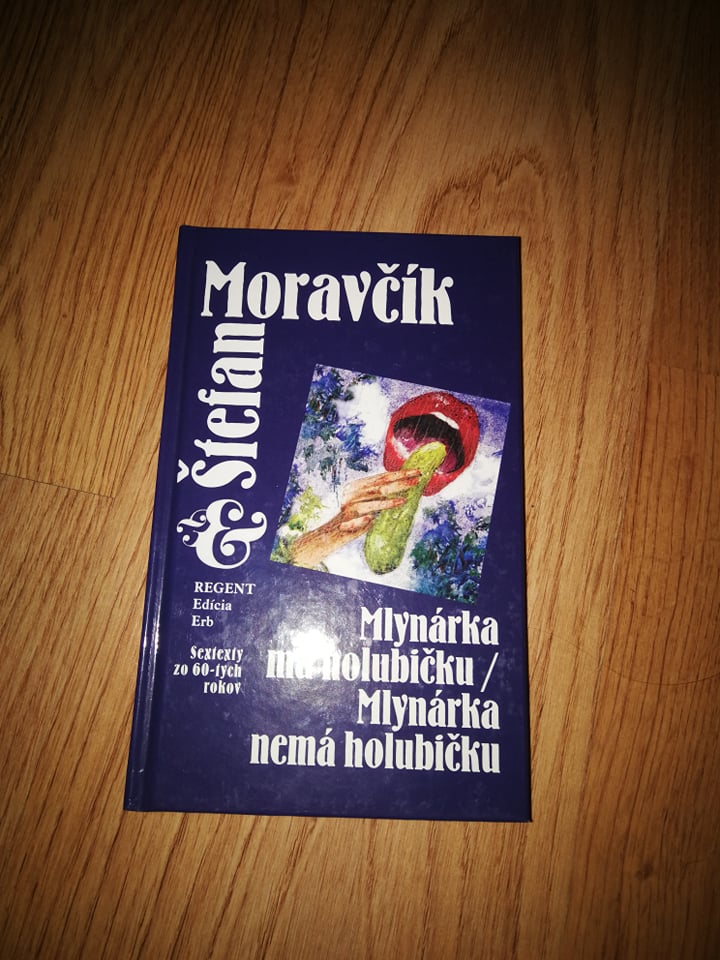 Moravčík
Štefan
&
REGENT
Edícia
Erb
Sextexty
zo 60-tych
rokov
Mlynárka
má holubičku /
Mlynárka
nemá holubičku